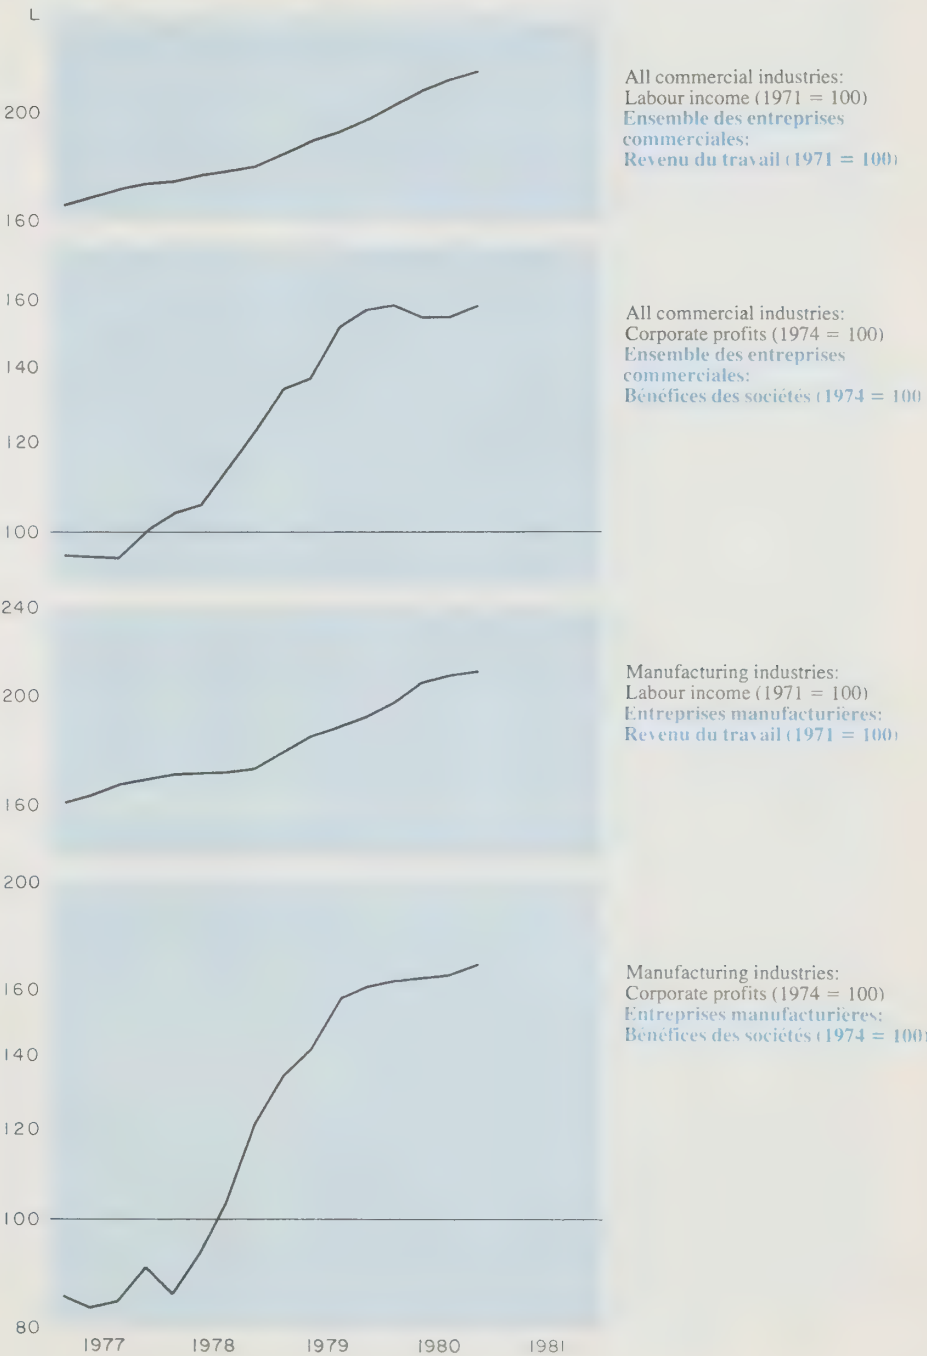 L
200
160
All commercial industries:
Labour income (1971 = 100)
Ensemble des entreprises
commerciales:
Revenu du travail (1971 = 100)
160
140
120
100
All commercial industries:
Corporate profits (1974 = 100)
Ensemble des entreprises
commerciales:
Bénéfices des sociétés (1974 = 100
240
200
160
Manufacturing industries:
Labour income (1971 = 100)
Entreprises manufacturières:
Revenu du travail (1971 = 100)
200
160
140
120
100
80
Manufacturing industries:
Corporate profits (1974 = 100)
Entreprises manufacturières:
Bénéfices des sociétés (1974 = 100)
1977 1978 1979 1980 1981